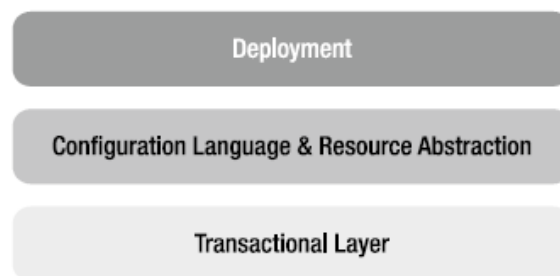 Deployment
Configuration Language & Resource Abstraction
Transactional Layer